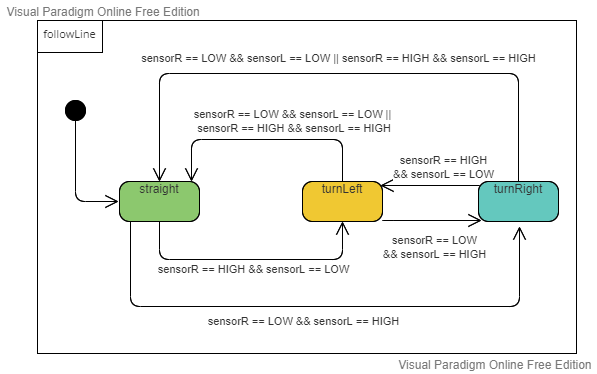 Visual Paradigm Online Free Edition
followLine
sensorR == LOW && sensorL == LOW || sensorR == HIGH && sensorL == HIGH
sensorR == LOW && sensorL == LOW ||
sensorR == HIGH && sensorL == HIGH
sensorR == HIGH
&& sensorL == LOW
straight
turnLeft
turnRight
sensorR == LOW
&& sensorL == HIGH
sensorR == HIGH && sensorL == LOW
sensorR == LOW && sensorL == HIGH
Visual Paradigm Online Free Edition